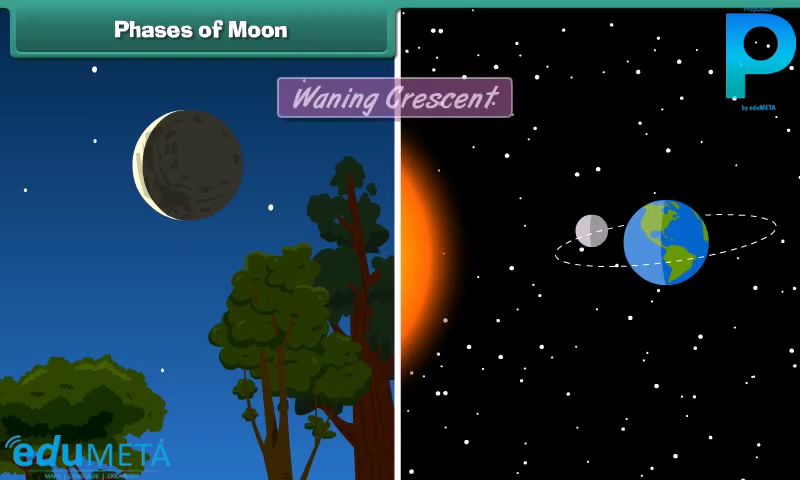 Phases of Moon
Waning Crescent
P
by eduMETA
eduMETA